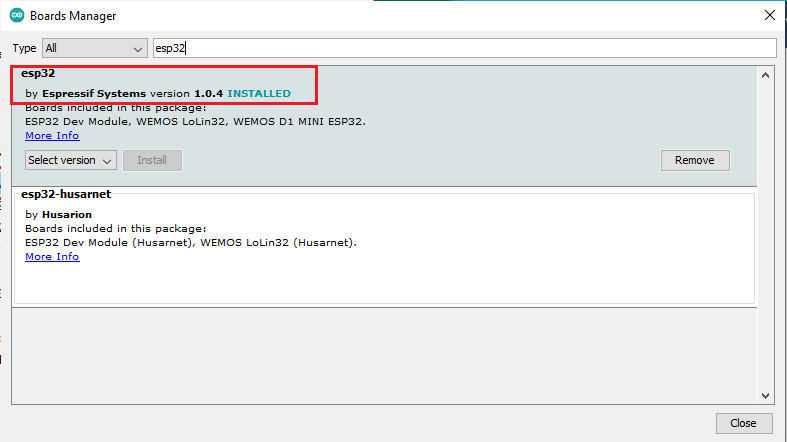 Boards Manager
Type All esp32
esp32
by Espressif Systems version 1.0.4 INSTALLED
Boards included in this package:
ESP32 Dev Module, WEMOS LoLin32, WEMOS D1 MINI ESP32.
More Info
Select version Install Remove
esp32-husarnet
by Husarion
Boards included in this package:
ESP32 Dev Module (Husarnet), WEMOS LoLin32 (Husarnet).
More Info
Close